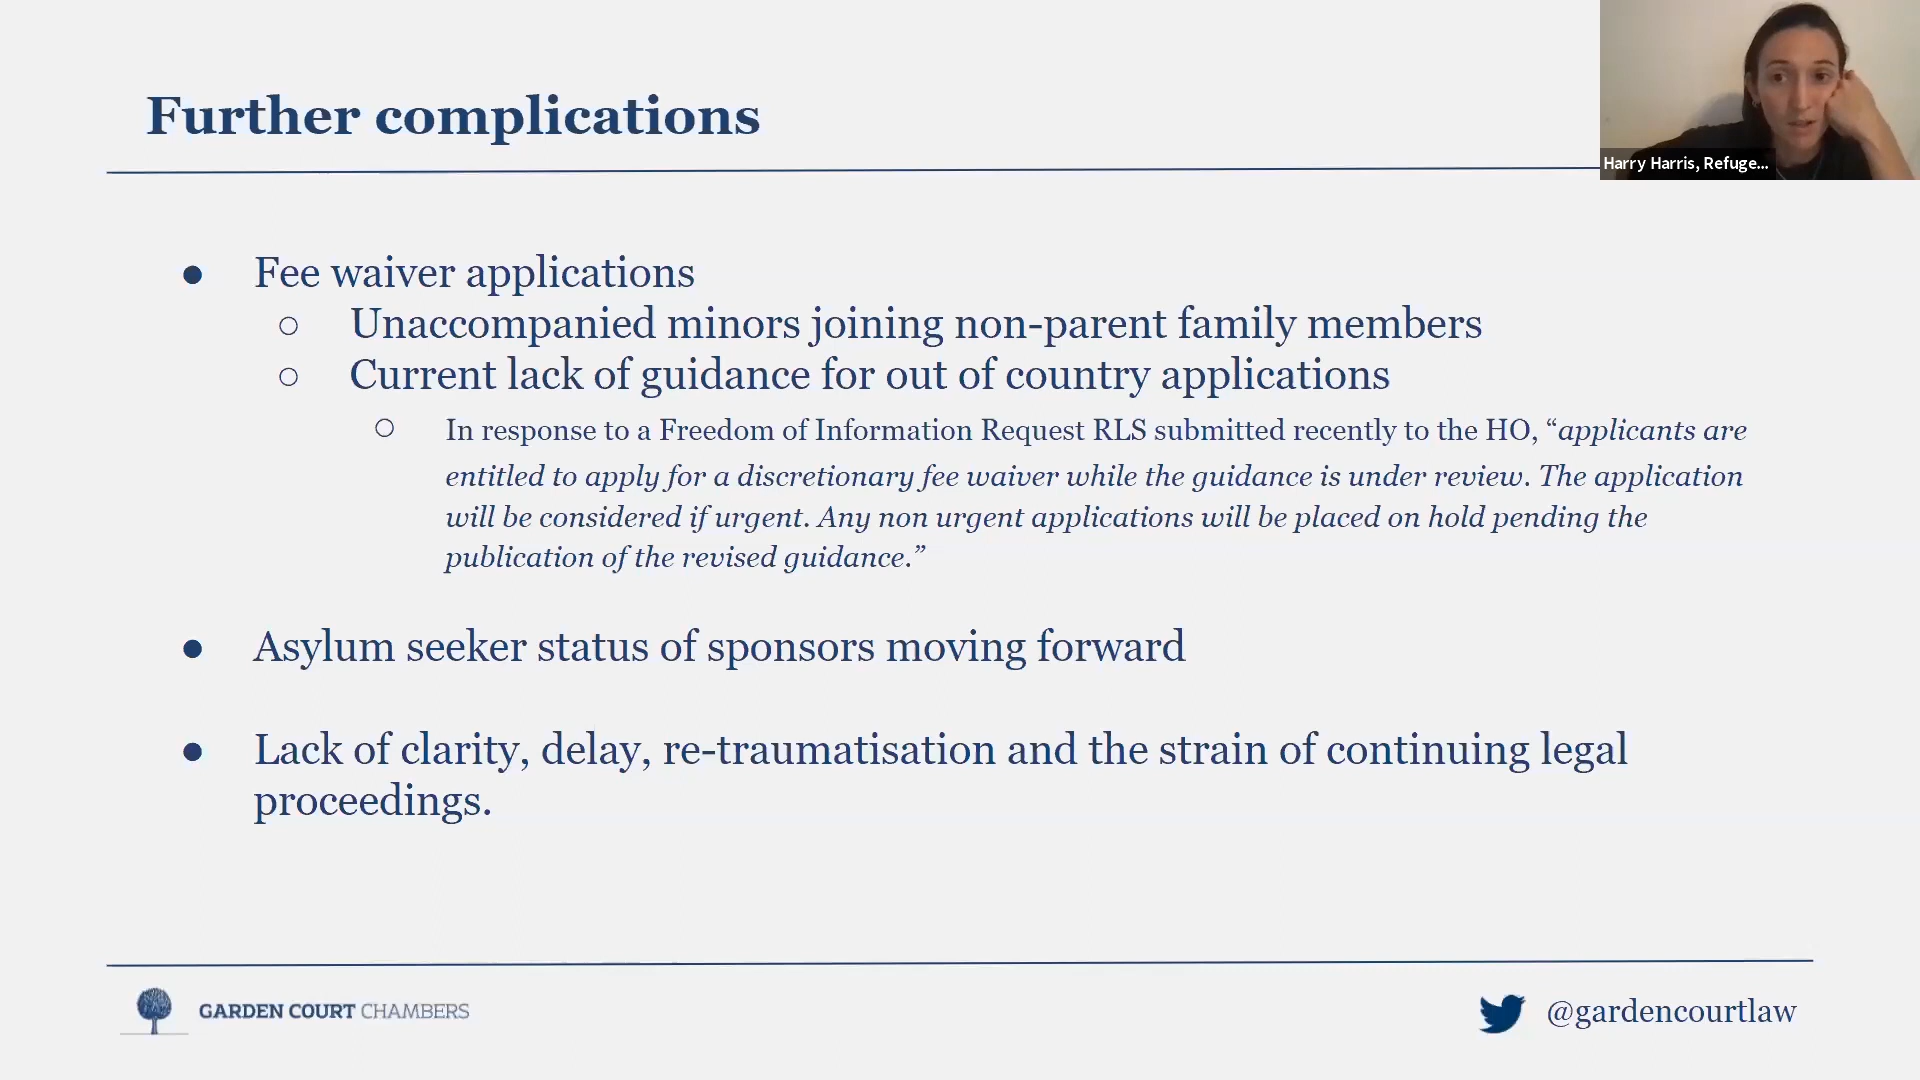 Further complications
Harry Harris, Refuge...
● Fee waiver applications
○ Unaccompanied minors joining non-parent family members
○ Current lack of guidance for out of country applications
○ In response to a Freedom of Information Request RLS submitted recently to the HO, “applicants are
entitled to apply for a discretionary fee waiver while the guidance is under review. The application
will be considered if urgent. Any non urgent applications will be placed on hold pending the
publication of the revised guidance.”
● Asylum seeker status of sponsors moving forward
● Lack of clarity, delay, re-traumatisation and the strain of continuing legal
proceedings.
GARDEN COURT CHAMBERS
@gardencourtlaw